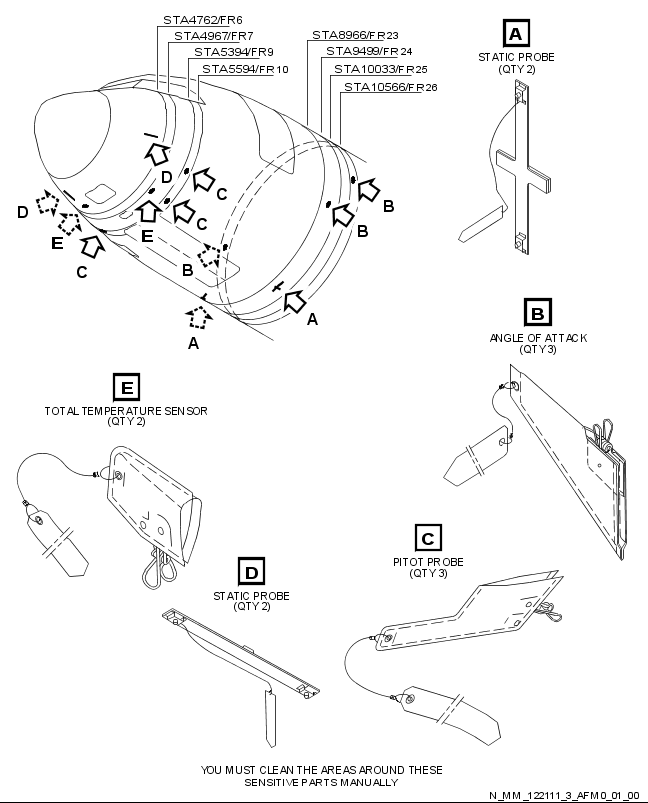 STA4762/FR6
STA4967/FR7
STA5394/FR9
STA5594/FR10
STA8966/FR23
STA9499/FR24
STA10033/FR25
STA10566/FR26
A
STATIC PROBE
(QTY 2)
D
C
B
D
E
C
E
C
B
B
A
A
B
ANGLE OF ATTACK
(QTY3)
E
TOTAL TEMPERATURE SENSOR
(QTY 2)
C
PITOT PROBE
(QTY 3)
D
STATIC PROBE
(QTY 2)
YOU MUST CLEAN THE AREAS AROUND THESE
SENSITIVE PARTS MANUALLY
N_MM_122111_3_AFM0_01_00